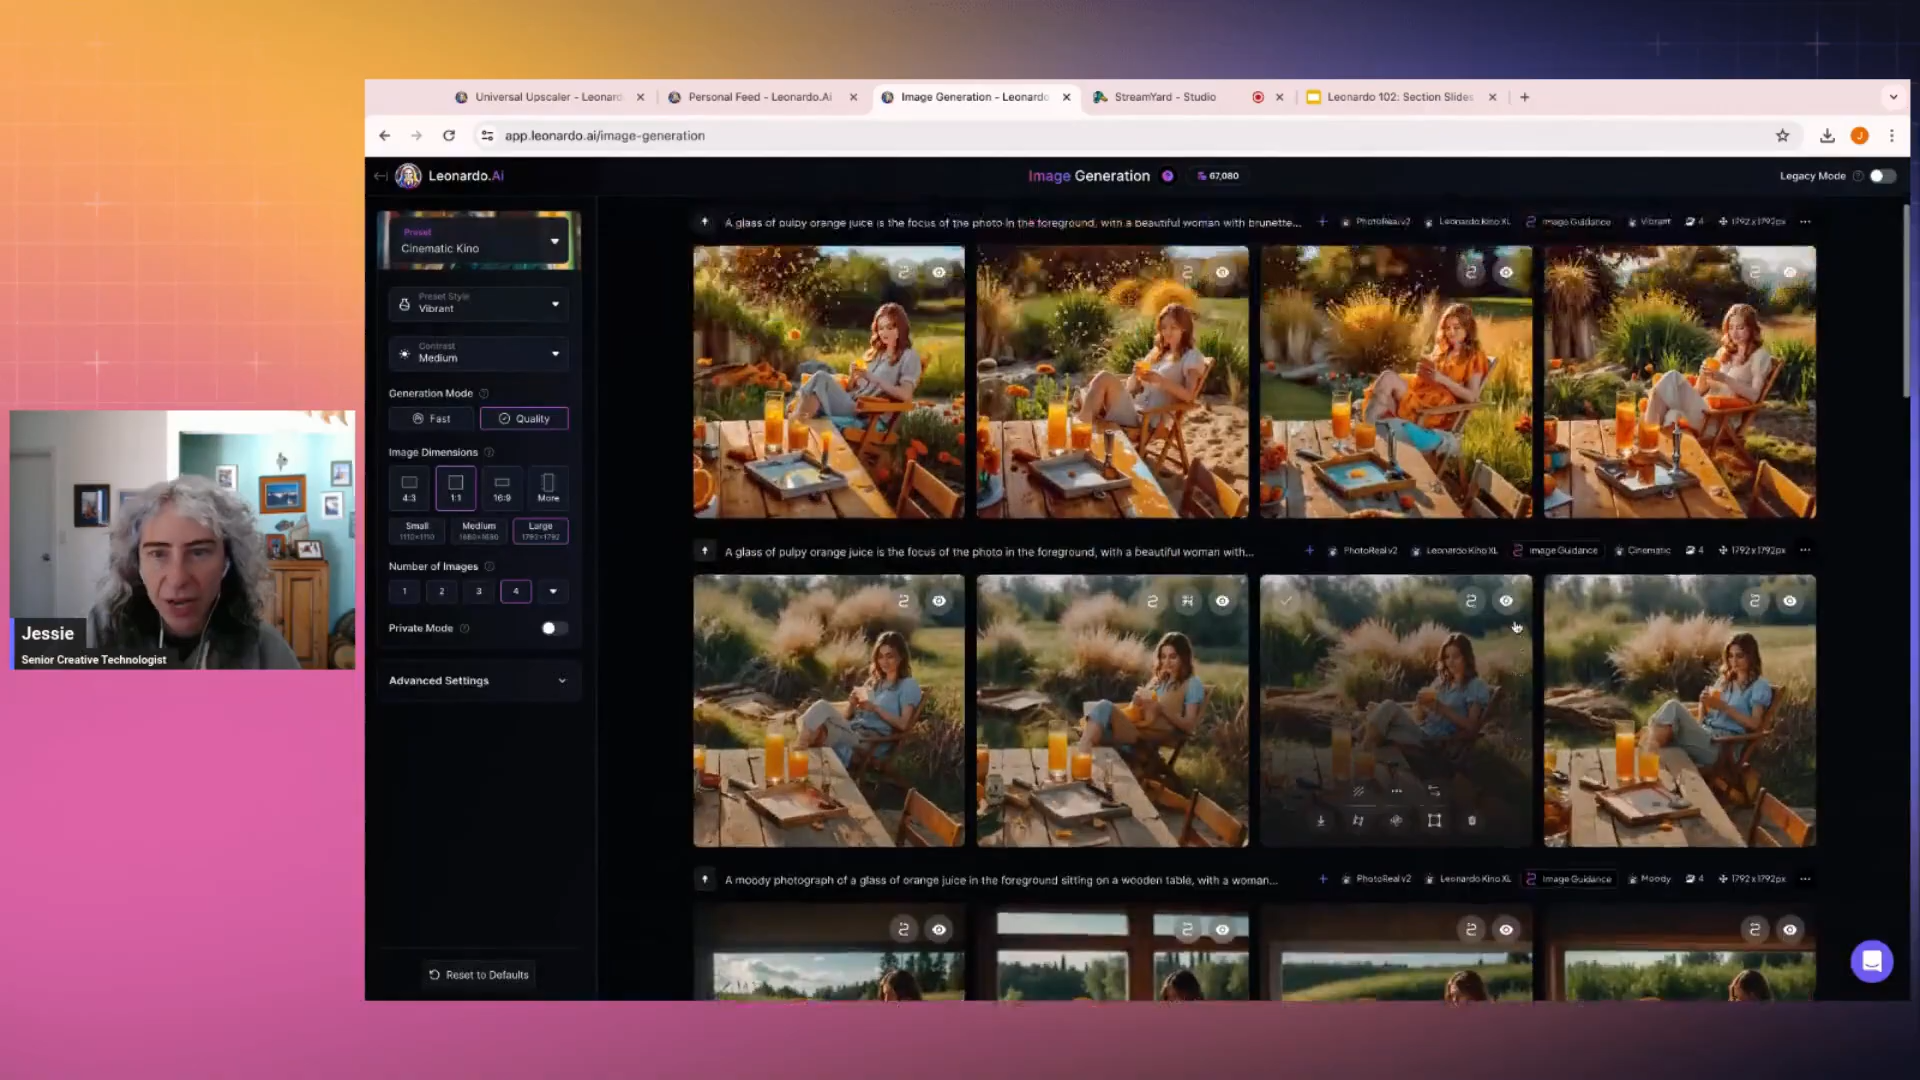 Universal Upscaler - Leonard
Personal Feed - Leonardo.Ai
Image Generation - Leonardo
StreamYard - Studio
Leonardo 102: Section Slides
app.leonardo.ai/image-generation
J
Leonardo.Ai
Image Generation
67,080
Legacy Mode
Preset
Cinematic Kino
Preset Style
Vibrant
Contrast
Medium
Generation Mode
Fast
Quality
Image Dimensions
4:3
1:1
16:9
More
Small
Medium
Large
1792×1792
Number of Images
1
2
3
4
Private Mode
Advanced Settings
Reset to Defaults
A glass of pulpy orange juice is the focus of the photo in the foreground, with a beautiful woman with brunette...
PhotoReal v2
Leonardo Kino XL
Image Guidance
Vibrant
4
1792 x 1792px
A glass of pulpy orange juice is the focus of the photo in the foreground, with a beautiful woman with...
PhotoReal v2
Leonardo Kino XL
Image Guidance
Cinematic
4
1792 x 1792px
A moody photograph of a glass of orange juice in the foreground sitting on a wooden table, with a woman...
PhotoReal v2
Leonardo Kino XL
Image Guidance
Moody
4
1792 x 1792px
Jessie
Senior Creative Technologist